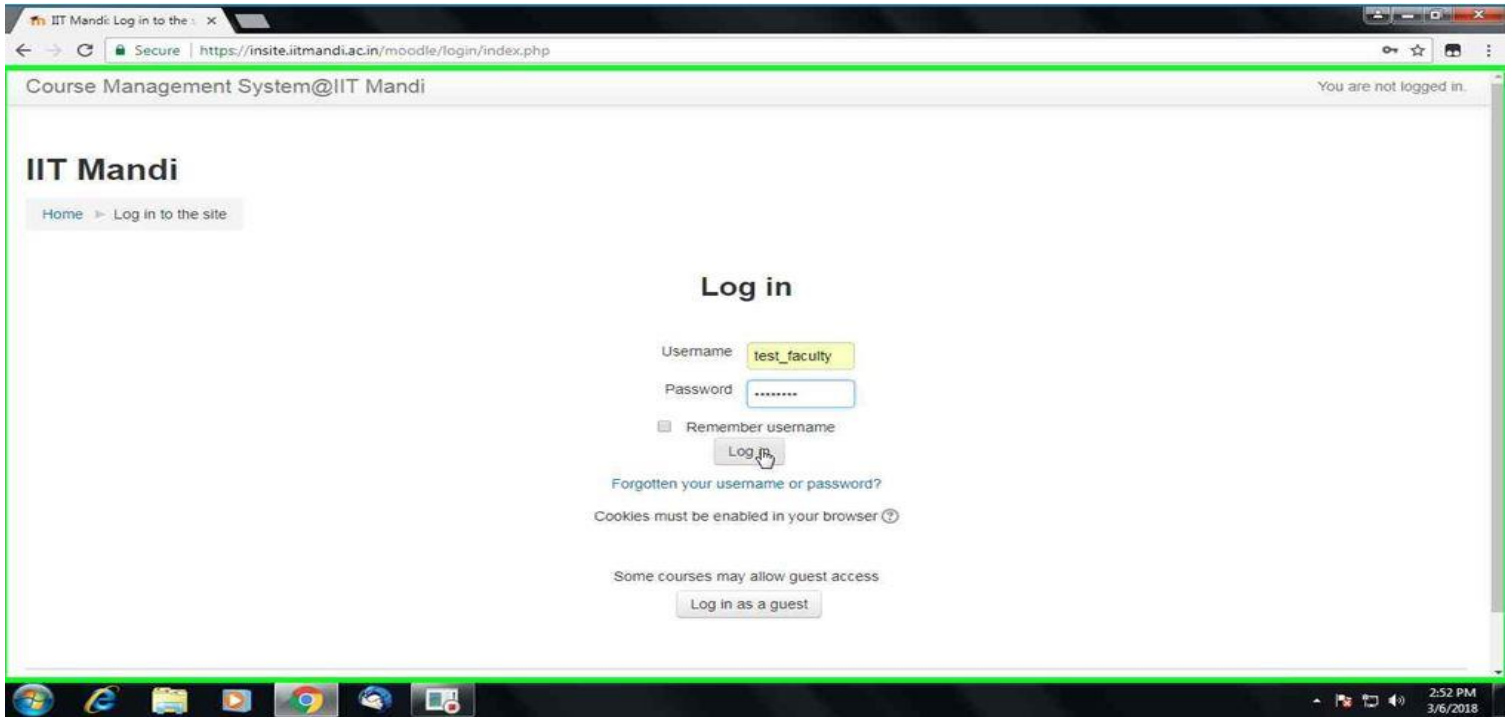 IIT Mandi: Log in to the s
Secure | https://insite.iitmandi.ac.in/moodle/login/index.php
Course Management System@IIT Mandi
You are not logged in.
IIT Mandi
Home ► Log in to the site
Log in
Username test_faculty
Password ••••••••
Remember username
Log in
Forgotten your username or password?
Cookies must be enabled in your browser
Some courses may allow guest access
Log in as a guest
2:52 PM
3/6/2018